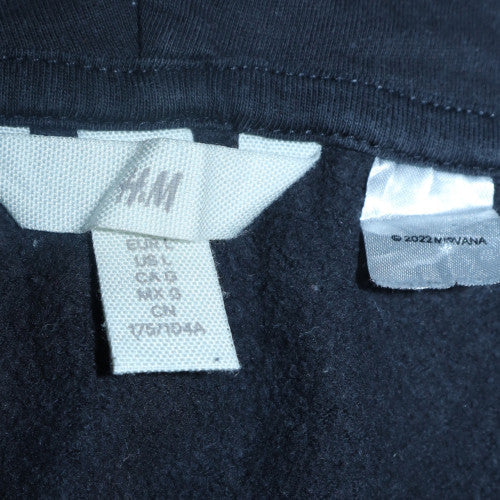 H&M
EUR L
US L
CA G
MX G
CN
175/104A
© 2022 NIRVANA